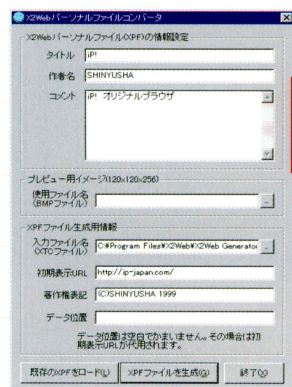 X2Webパーソナルファイルコンバータ
X2Webパーソナルファイル(XPF)の情報設定
タイトル iP!
作者名 SHINYUSHA
コメント iP! オリジナルブラウザ
プレビュー用イメージ(120×120×256)
使用ファイル名
(BMPファイル)
XPFファイル生成用情報
入力ファイル名 C:¥Program Files¥X2Web¥X2Web Generator
(XTCファイル)
初期表示URL http://ip-japan.com/
著作権表記 (C)SHINYUSHA 1999
データ位置
データ位置は空白でかまいません。その場合は初
期表示URLが代用されます。
既存のXPFをロード(L) XPFファイルを生成(G) 終了(X)